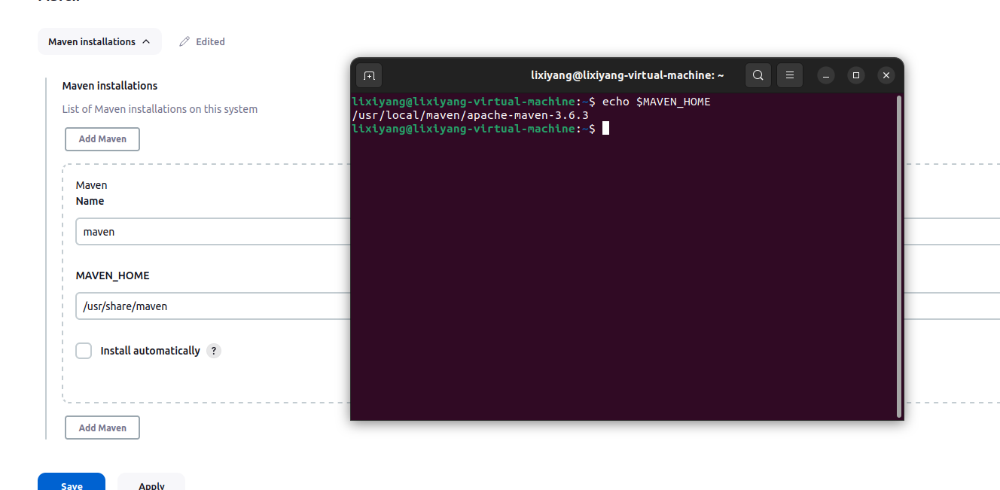 Maven installations
Edited
Maven installations
List of Maven installations on this system
Add Maven
Maven
Name
maven
MAVEN_HOME
/usr/share/maven
Install automatically ?
Add Maven
Save Apply
lixiyang@lixiyang-virtual-machine: ~
lixiyang@lixiyang-virtual-machine:~$ echo $MAVEN_HOME
/usr/local/maven/apache-maven-3.6.3
lixiyang@lixiyang-virtual-machine:~$